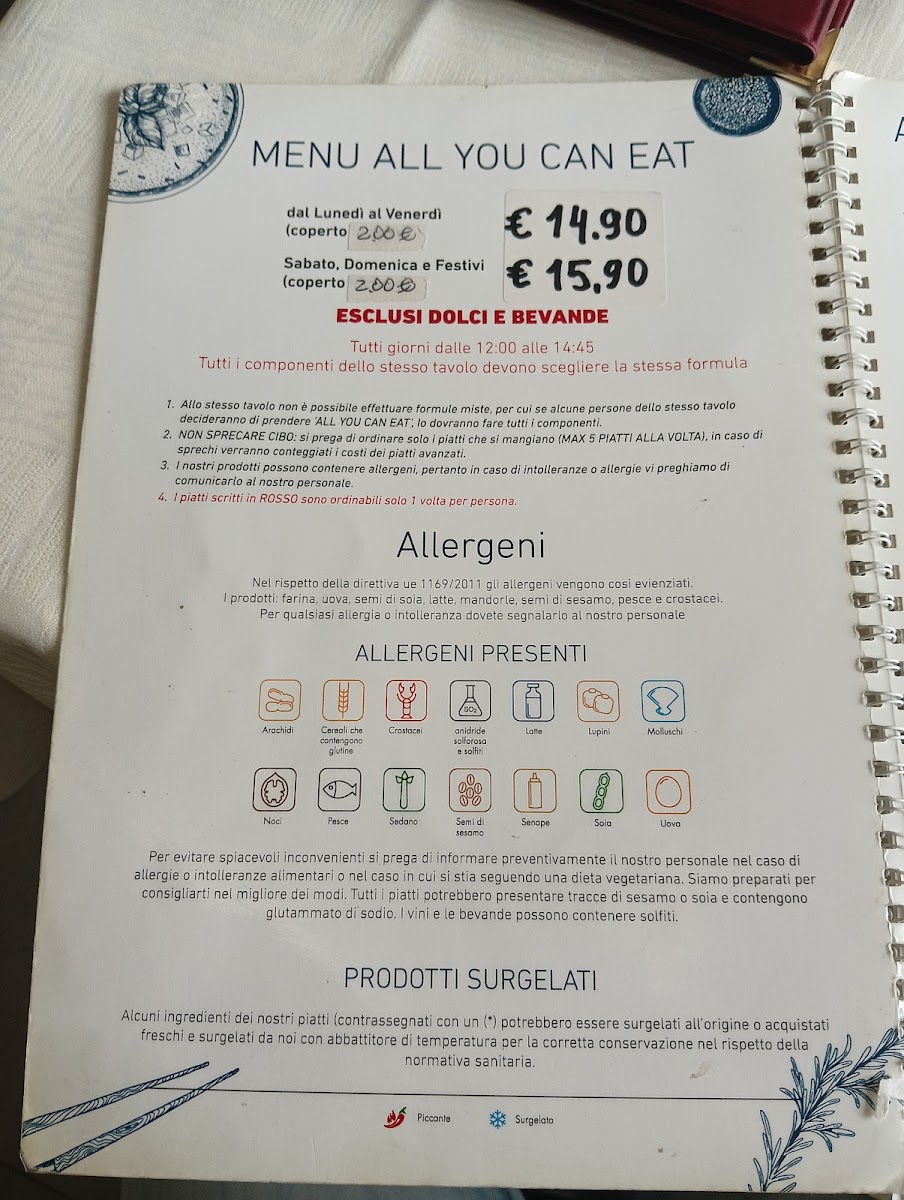 MENU ALL YOU CAN EAT
dal Lunedì al Venerdì
(coperto 2,00 €
€ 14.90
Sabato, Domenica e Festivi
(coperto 2,00 €
€ 15,90
ESCLUSI DOLCI E BEVANDE
Tutti giorni dalle 12:00 alle 14:45
Tutti i componenti dello stesso tavolo devono scegliere la stessa formula
1. Allo stesso tavolo non è possibile effettuare formule miste, per cui se alcune persone dello stesso tavolo
decideranno di prendere 'ALL YOU CAN EAT', lo dovranno fare tutti i componenti.
2. NON SPRECARE CIBO: si prega di ordinare solo i piatti che si mangiano (MAX 5 PIATTI ALLA VOLTA), in caso di
sprechi verranno conteggiati i costi dei piatti avanzati.
3. I nostri prodotti possono contenere allergeni, pertanto in caso di intolleranze o allergie vi preghiamo di
comunicarlo al nostro personale.
4. I piatti scritti in ROSSO sono ordinabili solo 1 volta per persona.
Allergeni
Nel rispetto della direttiva ue 1169/2011 gli allergeni vengono così evienziati.
I prodotti: farina, uova, semi di soia, latte, mandorle, semi di sesamo, pesce e crostacei.
Per qualsiasi allergia o intolleranza dovete segnalarlo al nostro personale
ALLERGENI PRESENTI
SO₂
Arachidi
Cereali che
contengono
glutine
Crostacei
anidride
solforosa
e solfiti
Latte
Lupini
Molluschi
Noci
Pesce
Sedano
Semi di
sesamo
Senape
Soia
Uova
Per evitare spiacevoli inconvenienti si prega di informare preventivamente il nostro personale nel caso di
allergie o intolleranze alimentari o nel caso in cui si stia seguendo una dieta vegetariana. Siamo preparati per
consigliarti nel migliore dei modi. Tutti i piatti potrebbero presentare tracce di sesamo o soia e contengono
glutammato di sodio. I vini e le bevande possono contenere solfiti.
PRODOTTI SURGELATI
Alcuni ingredienti dei nostri piatti (contrassegnati con un (*) potrebbero essere surgelati all'origine o acquistati
freschi e surgelati da noi con abbattitore di temperatura per la corretta conservazione nel rispetto della
normativa sanitaria.
Piccante
Surgelato